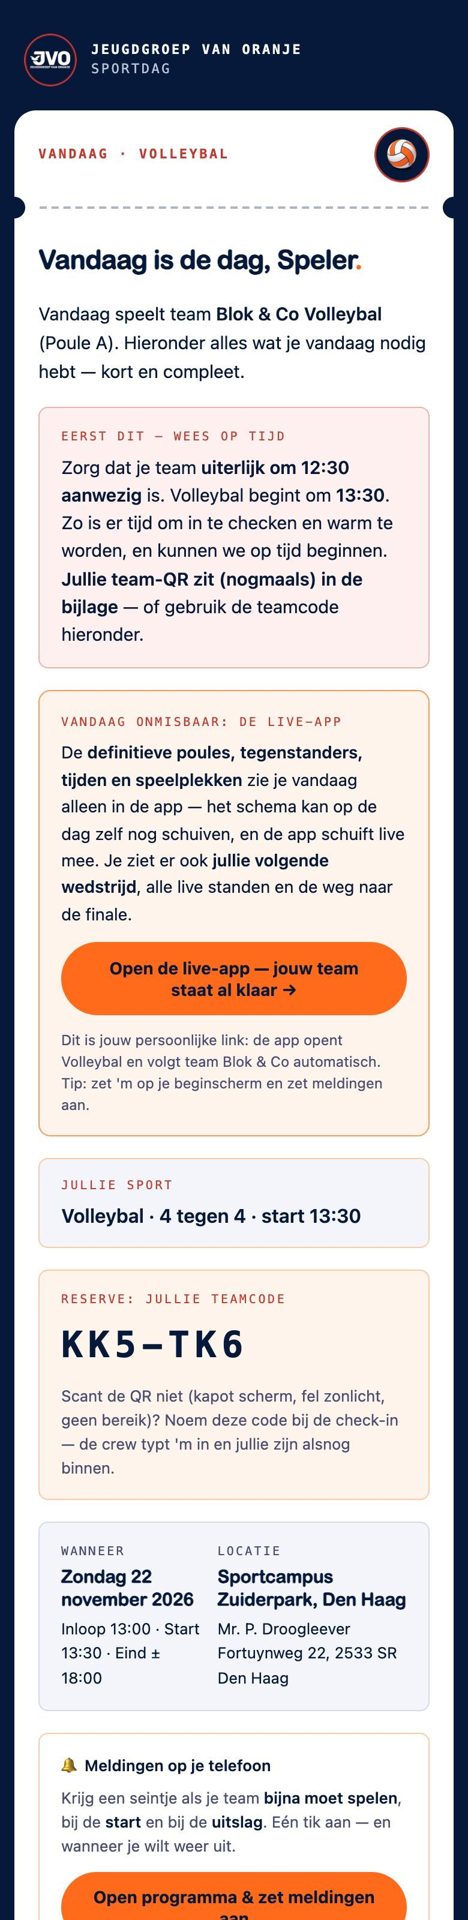 JVO
JEUGDGROEP VAN ORANJE
SPORTDAG
VANDAAG · VOLLEYBAL
Vandaag is de dag, Speler.
Vandaag speelt team Blok & Co Volleybal
(Poule A). Hieronder alles wat je vandaag nodig
hebt — kort en compleet.
EERST DIT — WEES OP TIJD
Zorg dat je team uiterlijk om 12:30
aanwezig is. Volleybal begint om 13:30.
Zo is er tijd om in te checken en warm te
worden, en kunnen we op tijd beginnen.
Jullie team-QR zit (nogmaals) in de
bijlage — of gebruik de teamcode
hieronder.
VANDAAG ONMISBAAR: DE LIVE-APP
De definitieve poules, tegenstanders,
tijden en speelplekken zie je vandaag
alleen in de app — het schema kan op de
dag zelf nog schuiven, en de app schuift live
mee. Je ziet er ook jullie volgende
wedstrijd, alle live standen en de weg naar
de finale.
Open de live-app — jouw team
staat al klaar →
Dit is jouw persoonlijke link: de app opent
Volleybal en volgt team Blok & Co automatisch.
Tip: zet 'm op je beginscherm en zet meldingen
aan.
JULLIE SPORT
Volleybal · 4 tegen 4 · start 13:30
RESERVE: JULLIE TEAMCODE
KK5-TK6
Scant de QR niet (kapot scherm, fel zonlicht,
geen bereik)? Noem deze code bij de check-in
— de crew typt 'm in en jullie zijn alsnog
binnen.
WANNEER
Zondag 22
november 2026
Inloop 13:00 · Start
13:30 · Eind ±
18:00
LOCATIE
Sportcampus
Zuiderpark, Den Haag
Mr. P. Droogleever
Fortuynweg 22, 2533 SR
Den Haag
Meldingen op je telefoon
Krijg een seintje als je team bijna moet spelen,
bij de start en bij de uitslag. Eén tik aan — en
wanneer je wilt weer uit.
Open programma & zet meldingen
aan